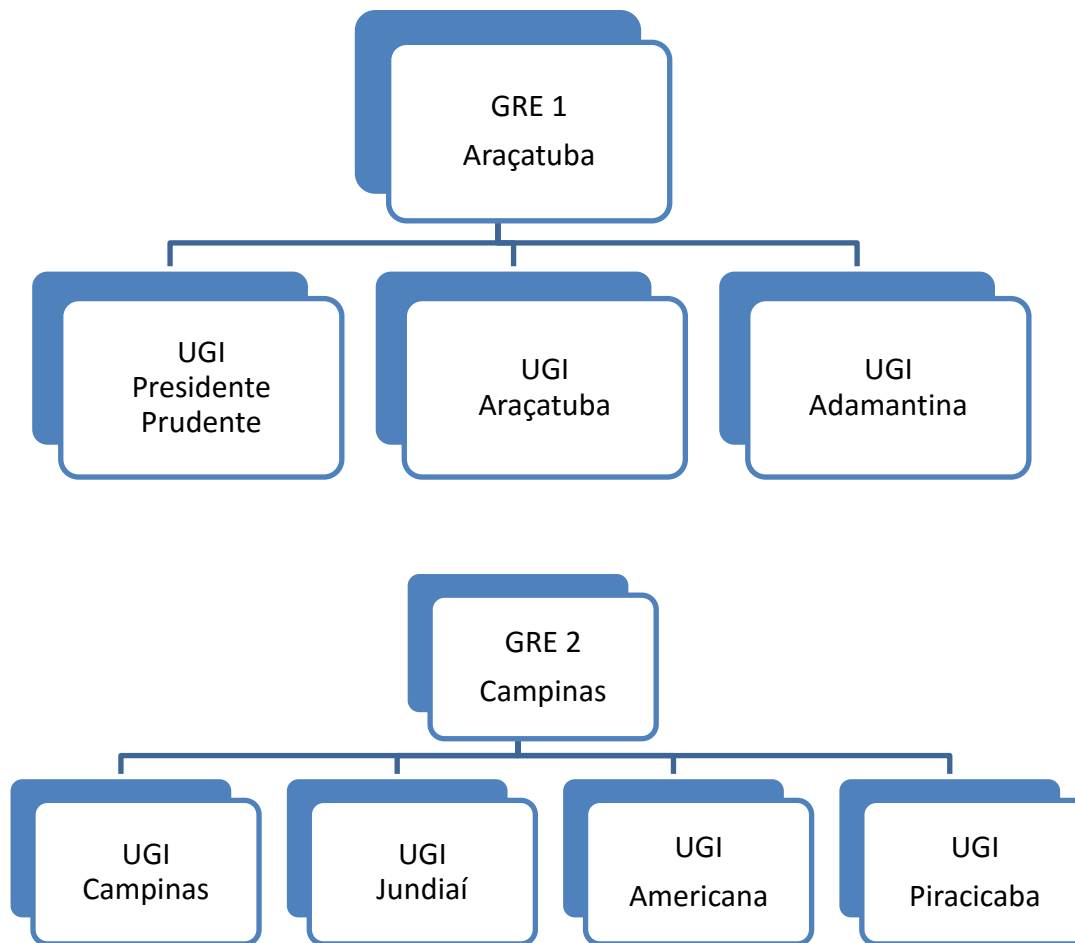 GRE 1
Araçatuba
UGI
Presidente
Prudente
UGI
Araçatuba
UGI
Adamantina
GRE 2
Campinas
UGI
Campinas
UGI
Jundiaí
UGI
Americana
UGI
Piracicaba